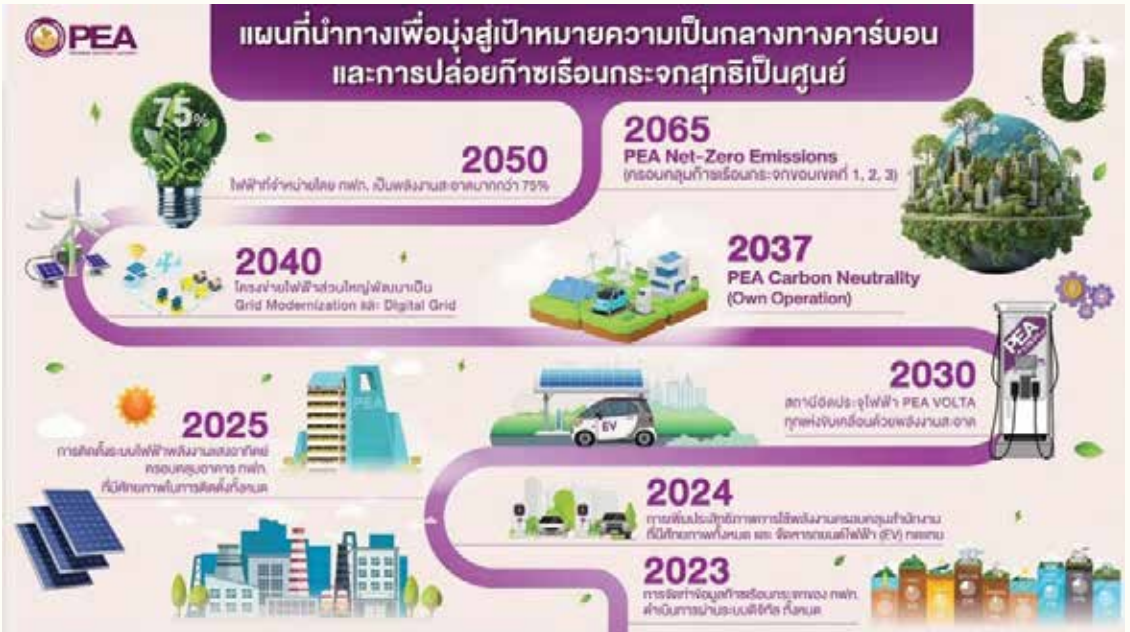 PEA
แผนที่นำทางเพื่อมุ่งสู่เป้าหมายความเป็นกลางทางคาร์บอน
และการปล่อยก๊าซเรือนกระจกสุทธิเป็นศูนย์
0
75%
2065
PEA Net-Zero Emissions
(ครอบคลุมก๊าซเรือนกระจกขอบเขตที่ 1, 2, 3)
2050
ไฟฟ้าที่จำหน่ายโดย กฟภ. เป็นพลังงานสะอาดมากกว่า 75%
2040
โครงข่ายไฟฟ้าส่วนใหญ่พัฒนาเป็น
Grid Modernization และ Digital Grid
2037
PEA Carbon Neutrality
(Own Operation)
2030
สถานีอัดประจุไฟฟ้า PEA VOLTA
ทุกแห่งขับเคลื่อนด้วยพลังงานสะอาด
PEA
EV
PEA
2025
การติดตั้งระบบไฟฟ้าพลังงานแสงอาทิตย์
ครอบคลุมอาคาร กฟภ.
ที่มีศักยภาพในการติดตั้งทั้งหมด
2024
การเพิ่มประสิทธิภาพการใช้พลังงานครอบคลุมสำนักงาน
ที่มีศักยภาพทั้งหมด และ จัดหารถยนต์ไฟฟ้า (EV) ทดแทน
2023
การจัดทำข้อมูลก๊าซเรือนกระจกของ กฟภ.
ดำเนินการผ่านระบบดิจิทัล ทั้งหมด